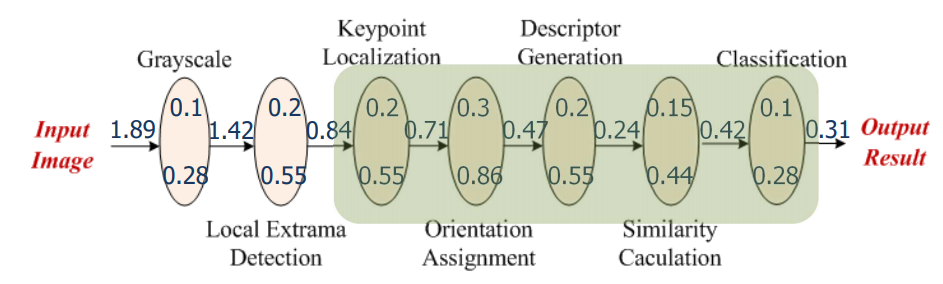 Keypoint
Localization
Descriptor
Generation
Grayscale
Classification
Input
Image
1.89
0.1
0.28
1.42
0.2
0.55
0.84
0.2
0.55
0.71
0.3
0.86
0.47
0.2
0.55
0.24
0.15
0.44
0.42
0.1
0.28
0.31
Output
Result
Local Extrama
Detection
Orientation
Assignment
Similarity
Caculation